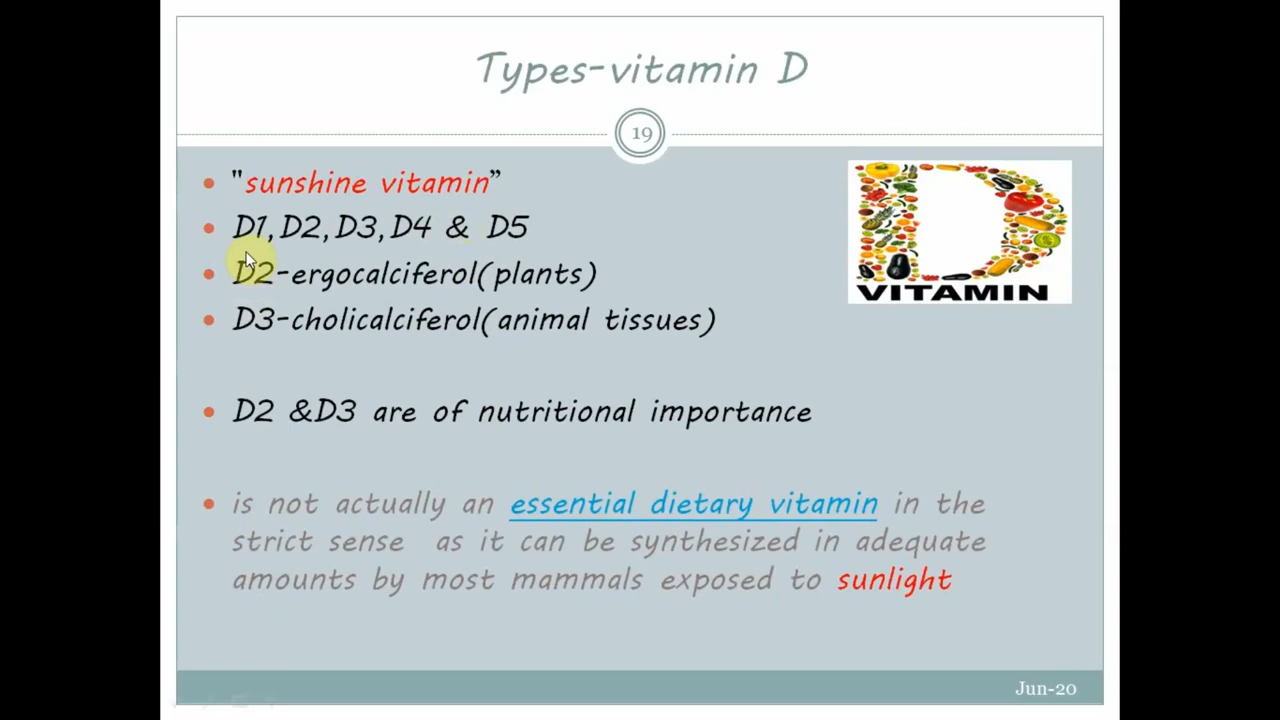 Types-vitamin D
19
"sunshine vitamin”
D1,D2,D3,D4 & D5
D2-ergocalciferol(plants)
D3-cholicalciferol(animal tissues)
D2 &D3 are of nutritional importance
is not actually an essential dietary vitamin in the
strict sense as it can be synthesized in adequate
amounts by most mammals exposed to sunlight
D
VITAMIN
Jun-20